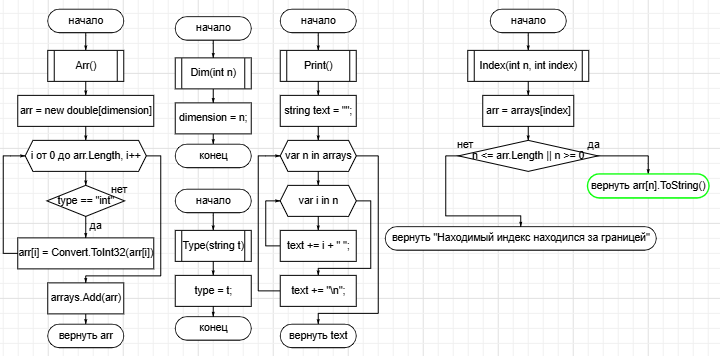 начало
Arr()
arr = new double[dimension]
i от 0 до arr.Length, i++
нет
type == "int"
да
arr[i] = Convert.ToInt32(arr[i])
arrays.Add(arr)
вернуть arr
начало
Dim(int n)
dimension = n;
конец
начало
Type(string t)
type = t;
конец
начало
Print()
string text = "";
var n in arrays
var i in n
text += i + " ";
text += "\n";
вернуть text
начало
Index(int n, int index)
arr = arrays[index]
нет
да
n <= arr.Length || n >= 0
вернуть arr[n].ToString()
вернуть "Находимый индекс находился за границей"